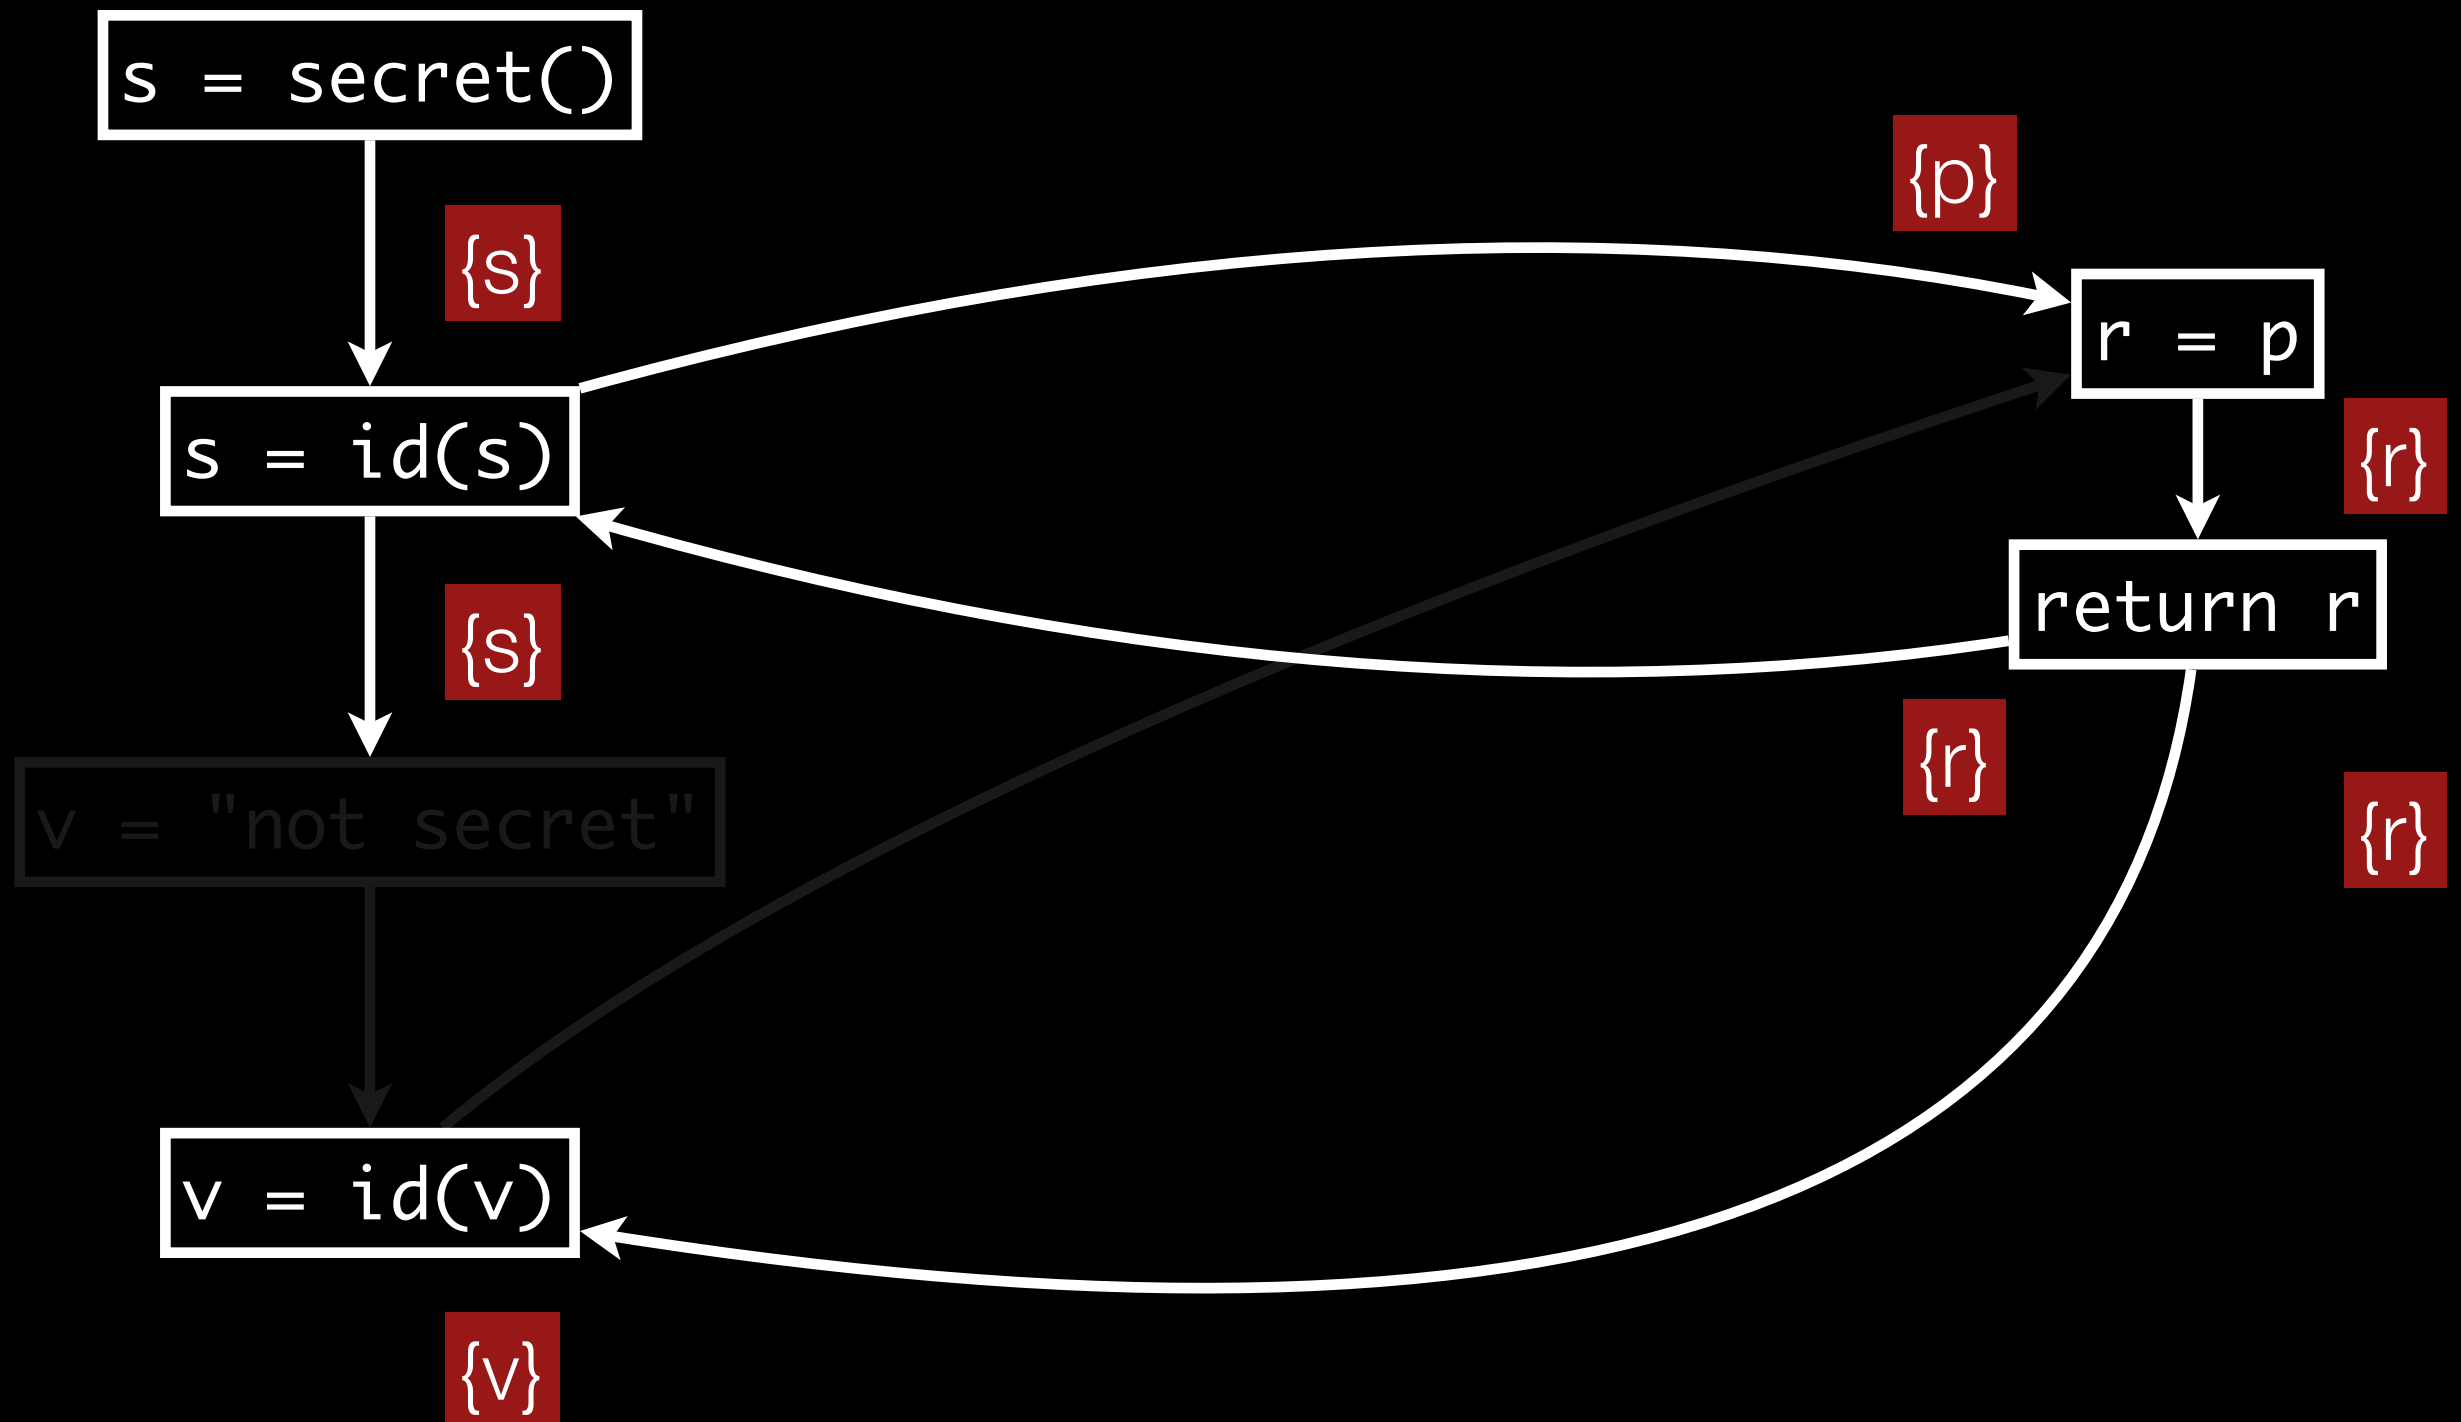 s = secret()
{s}
{p}
r = p
s = id(s)
{r}
return r
{s}
{r}
v = "not secret"
{r}
v = id(v)
{v}